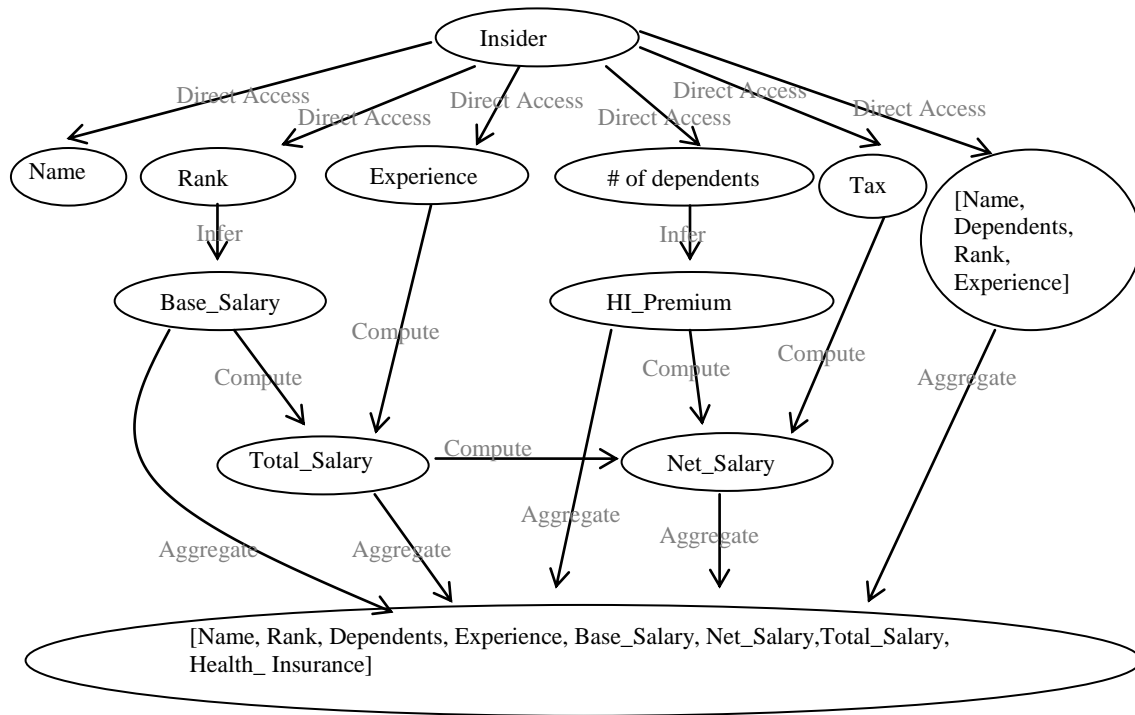 Insider
Direct Access
Direct Access
Direct Access
Direct Access
Direct Access
Direct Access
Name
Rank
Experience
# of dependents
Tax
[Name,
Dependents,
Rank,
Experience]
Infer
Infer
Base_Salary
HI_Premium
Compute
Compute
Compute
Compute
Aggregate
Total_Salary
Compute
Net_Salary
Aggregate
Aggregate
Aggregate
Aggregate
[Name, Rank, Dependents, Experience, Base_Salary, Net_Salary,Total_Salary,
Health_ Insurance]